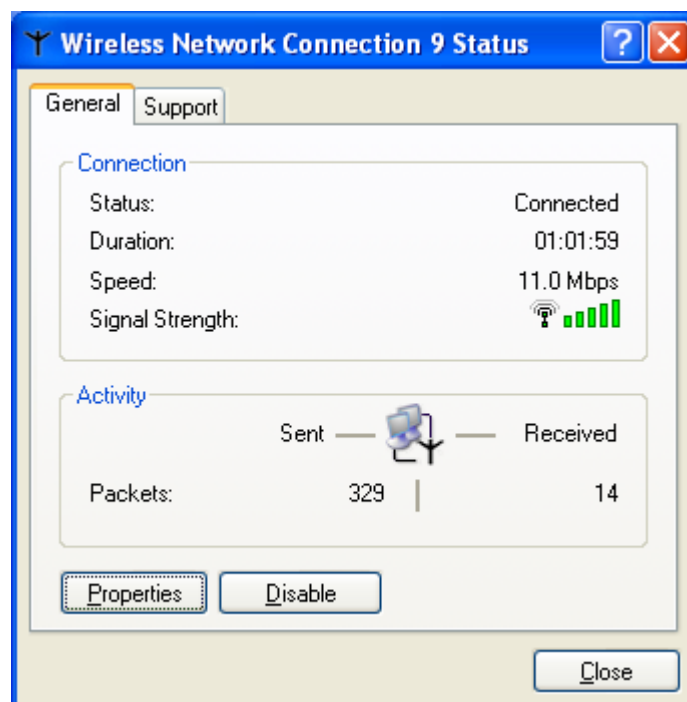 Wireless Network Connection 9 Status
General Support
Connection
Status: Connected
Duration: 01:01:59
Speed: 11.0 Mbps
Signal Strength:
Activity
Sent Received
Packets: 329 14
Properties Disable
Close